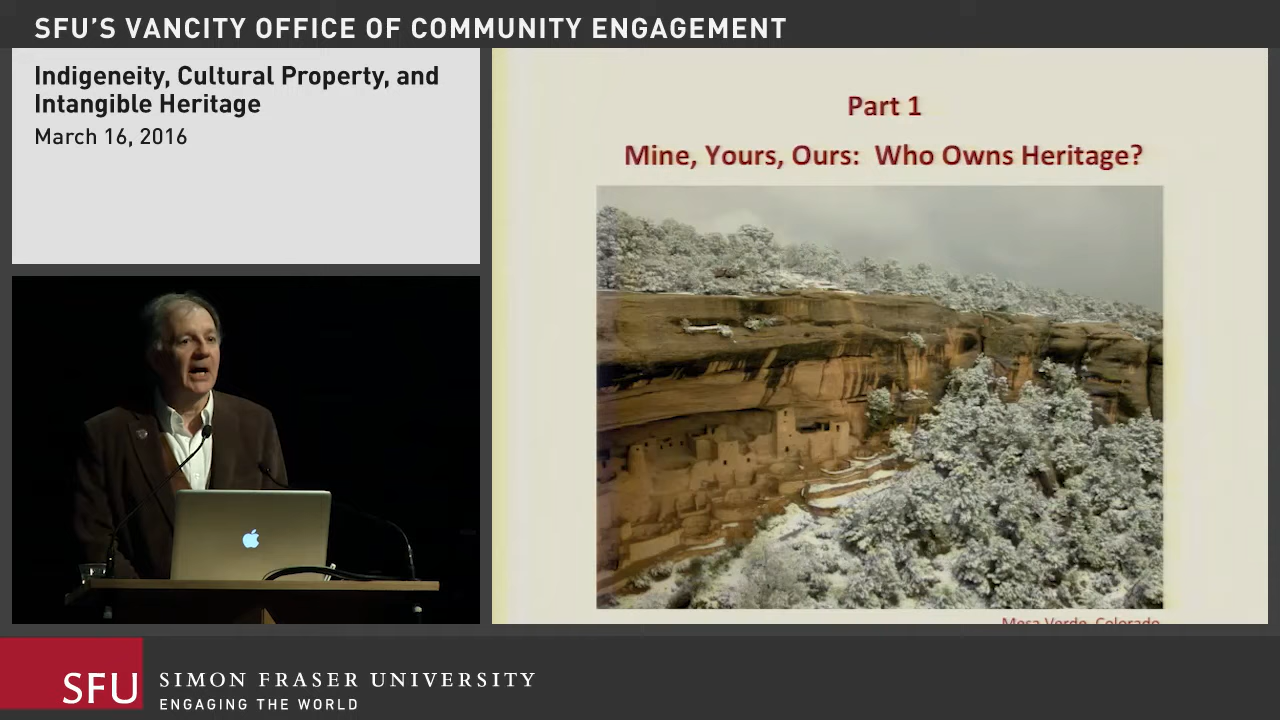 SFU'S VANCITY OFFICE OF COMMUNITY ENGAGEMENT
Indigeneity, Cultural Property, and
Intangible Heritage
March 16, 2016
Part 1
Mine, Yours, Ours: Who Owns Heritage?
Mesa Verde, Colorado
SFU
SIMON FRASER UNIVERSITY
ENGAGING THE WORLD